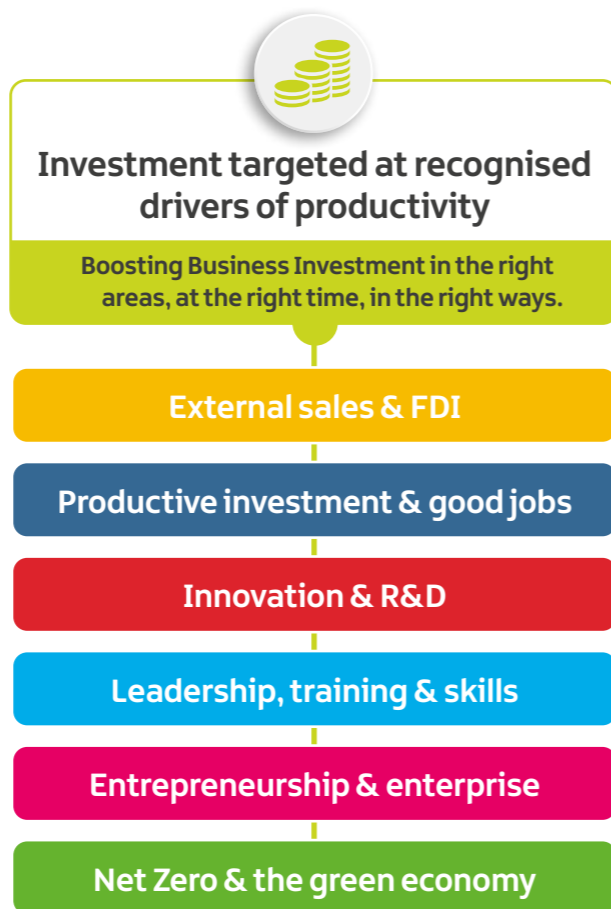 Investment targeted at recognised
drivers of productivity
Boosting Business Investment in the right
areas, at the right time, in the right ways.
External sales & FDI
Productive investment & good jobs
Innovation & R&D
Leadership, training & skills
Entrepreneurship & enterprise
Net Zero & the green economy